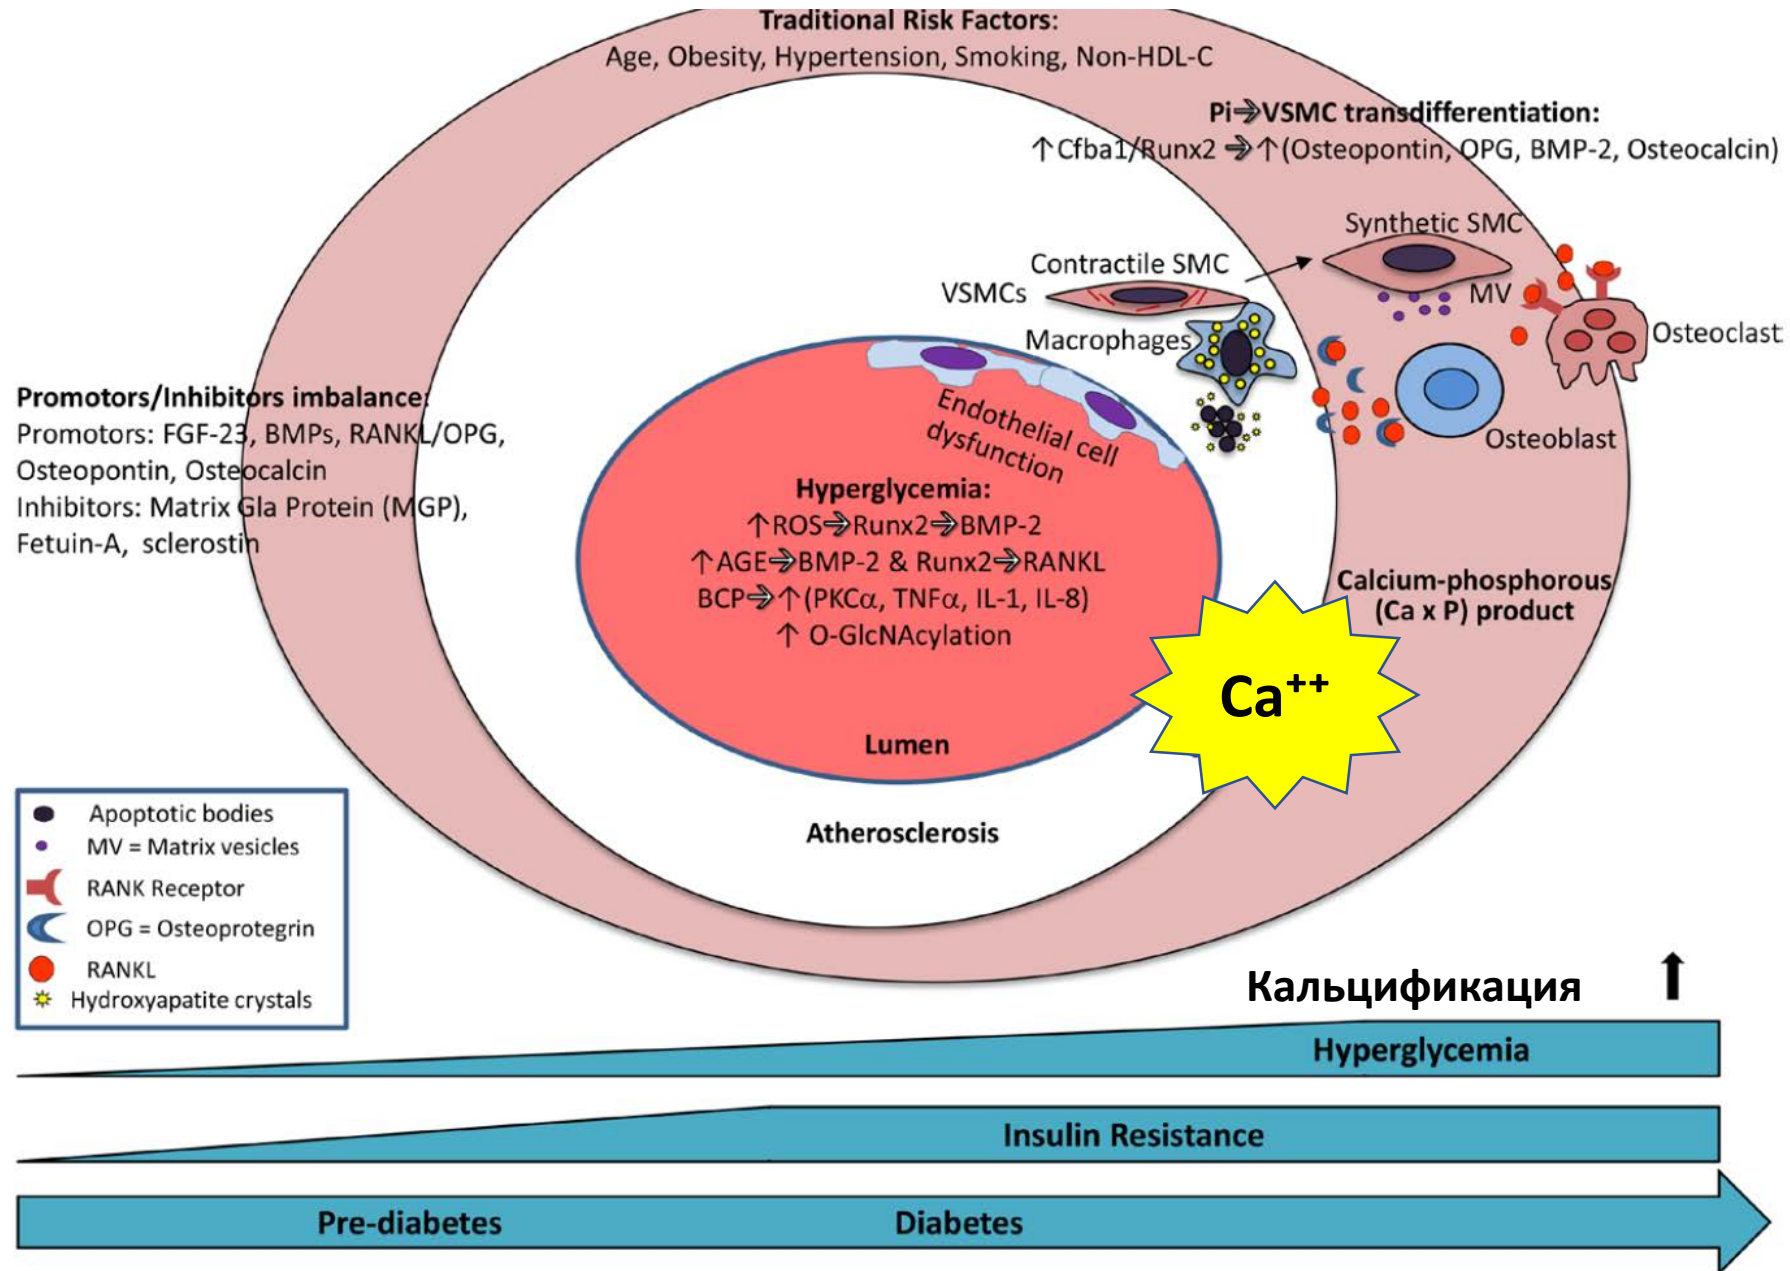 Traditional Risk Factors:
Age, Obesity, Hypertension, Smoking, Non-HDL-C
Pi➔VSMC transdifferentiation:
↑Cfba1/Runx2 ➔↑(Osteopontin, OPG, BMP-2, Osteocalcin)
Synthetic SMC
Contractile SMC
VSMCs
MV
Macrophages
Osteoclast
Osteoblast
Promotors/Inhibitors imbalance:
Promotors: FGF-23, BMPs, RANKL/OPG,
Osteopontin, Osteocalcin
Inhibitors: Matrix Gla Protein (MGP),
Fetuin-A, sclerostin
Endothelial cell
dysfunction
Hyperglycemia:
↑ROS➔Runx2➔BMP-2
↑AGE➔BMP-2 & Runx2➔RANKL
BCP➔↑(PKCα, TNFα, IL-1, IL-8)
↑ O-GlcNAcylation
Lumen
Atherosclerosis
Calcium-phosphorous
(Ca x P) product
Ca⁺⁺
Apoptotic bodies
MV = Matrix vesicles
RANK Receptor
OPG = Osteoprotegrin
RANKL
Hydroxyapatite crystals
Кальцификация
Hyperglycemia
Insulin Resistance
Pre-diabetes Diabetes